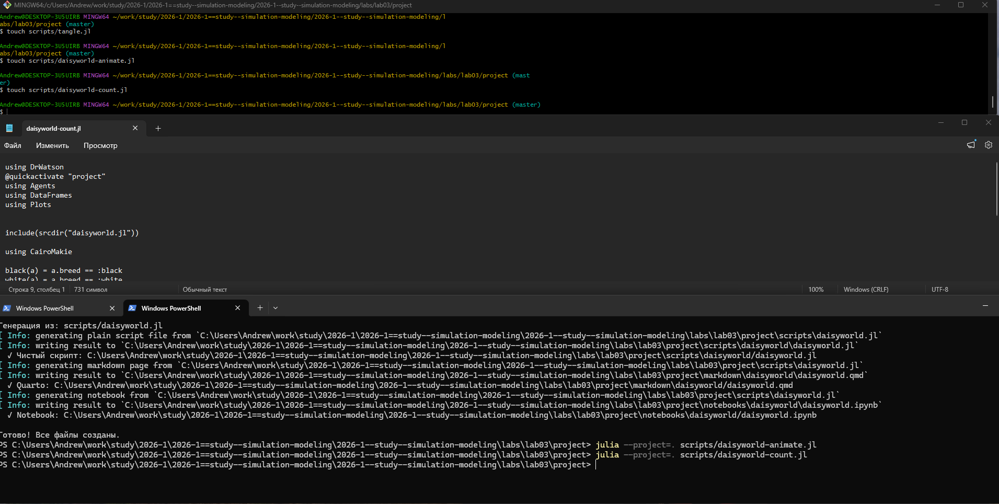 MINGW64:/c/Users/Andrew/work/study/2026-1/2026-1==study--simulation-modeling/2026-1--study--simulation-modeling/labs/lab03/project
Andrew@DESKTOP-3U5UIRB MINGW64 ~/work/study/2026-1/2026-1==study--simulation-modeling/2026-1--study--simulation-modeling/l
abs/lab03/project (master)
$ touch scripts/tangle.jl
Andrew@DESKTOP-3U5UIRB MINGW64 ~/work/study/2026-1/2026-1==study--simulation-modeling/2026-1--study--simulation-modeling/l
abs/lab03/project (master)
$ touch scripts/daisyworld-animate.jl
Andrew@DESKTOP-3U5UIRB MINGW64 ~/work/study/2026-1/2026-1==study--simulation-modeling/2026-1--study--simulation-modeling/labs/lab03/project (mast
er)
$ touch scripts/daisyworld-count.jl
Andrew@DESKTOP-3U5UIRB MINGW64 ~/work/study/2026-1/2026-1==study--simulation-modeling/2026-1--study--simulation-modeling/labs/lab03/project (master)
$
daisyworld-count.jl
Файл Изменить Просмотр
using DrWatson
@quickactivate "project"
using Agents
using DataFrames
using Plots
include(srcdir("daisyworld.jl"))
using CairoMakie
black(a) = a.breed == :black
white(a) = a.breed == :white
Строка 9, столбец 1 731 символ Обычный текст 100% Windows (CRLF) UTF-8
Windows PowerShell Windows PowerShell
Генерация из: scripts/daisyworld.jl
[ Info: generating plain script file from `C:\Users\Andrew\work\study\2026-1\2026-1==study--simulation-modeling\2026-1--study--simulation-modeling\labs\lab03\project\scripts\daisyworld.jl`
[ Info: writing result to `C:\Users\Andrew\work\study\2026-1\2026-1==study--simulation-modeling\2026-1--study--simulation-modeling\labs\lab03\project\scripts\daisyworld\daisyworld.jl`
✓ Чистый скрипт: C:\Users\Andrew\work\study\2026-1\2026-1==study--simulation-modeling\2026-1--study--simulation-modeling\labs\lab03\project\scripts\daisyworld/daisyworld.jl
[ Info: generating markdown page from `C:\Users\Andrew\work\study\2026-1\2026-1==study--simulation-modeling\2026-1--study--simulation-modeling\labs\lab03\project\scripts\daisyworld.jl`
[ Info: writing result to `C:\Users\Andrew\work\study\2026-1\2026-1==study--simulation-modeling\2026-1--study--simulation-modeling\labs\lab03\project\markdown\daisyworld\daisyworld.qmd`
✓ Quarto: C:\Users\Andrew\work\study\2026-1\2026-1==study--simulation-modeling\2026-1--study--simulation-modeling\labs\lab03\project\markdown\daisyworld/daisyworld.qmd
[ Info: generating notebook from `C:\Users\Andrew\work\study\2026-1\2026-1==study--simulation-modeling\2026-1--study--simulation-modeling\labs\lab03\project\scripts\daisyworld.jl`
[ Info: writing result to `C:\Users\Andrew\work\study\2026-1\2026-1==study--simulation-modeling\2026-1--study--simulation-modeling\labs\lab03\project\notebooks\daisyworld\daisyworld.ipynb`
✓ Notebook: C:\Users\Andrew\work\study\2026-1\2026-1==study--simulation-modeling\2026-1--study--simulation-modeling\labs\lab03\project\notebooks\daisyworld/daisyworld.ipynb
Готово! Все файлы созданы.
PS C:\Users\Andrew\work\study\2026-1\2026-1==study--simulation-modeling\2026-1--study--simulation-modeling\labs\lab03\project> julia --project=. scripts/daisyworld-animate.jl
PS C:\Users\Andrew\work\study\2026-1\2026-1==study--simulation-modeling\2026-1--study--simulation-modeling\labs\lab03\project> julia --project=. scripts/daisyworld-count.jl
PS C:\Users\Andrew\work\study\2026-1\2026-1==study--simulation-modeling\2026-1--study--simulation-modeling\labs\lab03\project>